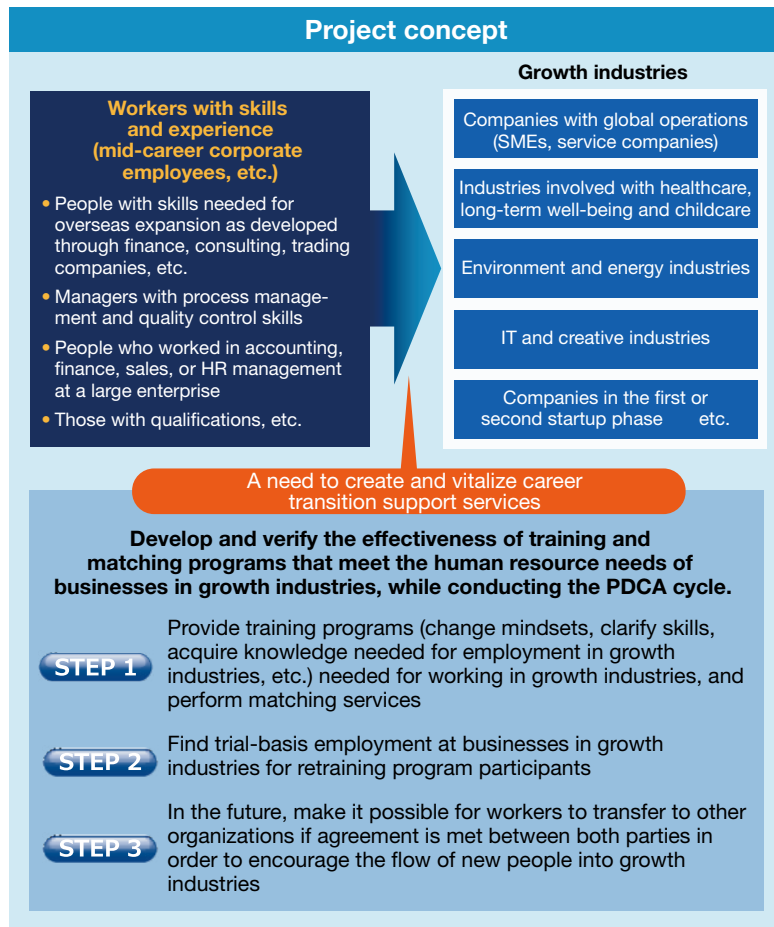 Project concept
Workers with skills
and experience
(mid-career corporate
employees, etc.)
• People with skills needed for
overseas expansion as developed
through finance, consulting, trading
companies, etc.
• Managers with process manage-
ment and quality control skills
• People who worked in accounting,
finance, sales, or HR management
at a large enterprise
• Those with qualifications, etc.
Growth industries
Companies with global operations
(SMEs, service companies)
Industries involved with healthcare,
long-term well-being and childcare
Environment and energy industries
IT and creative industries
Companies in the first or
second startup phase etc.
A need to create and vitalize career
transition support services
Develop and verify the effectiveness of training and
matching programs that meet the human resource needs of
businesses in growth industries, while conducting the PDCA cycle.
STEP 1
Provide training programs (change mindsets, clarify skills,
acquire knowledge needed for employment in growth
industries, etc.) needed for working in growth industries, and
perform matching services
STEP 2
Find trial-basis employment at businesses in growth
industries for retraining program participants
STEP 3
In the future, make it possible for workers to transfer to other
organizations if agreement is met between both parties in
order to encourage the flow of new people into growth
industries